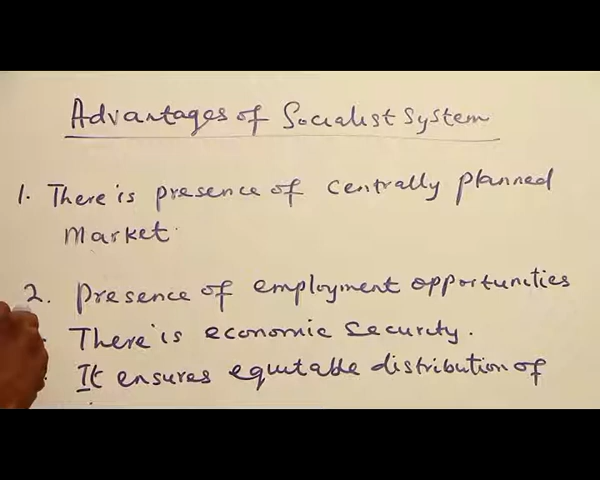 Advantages of Socialist System
1. There is presence of centrally planned
market
2. Presence of employment opportunities
There is economic security.
It ensures equitable distribution of